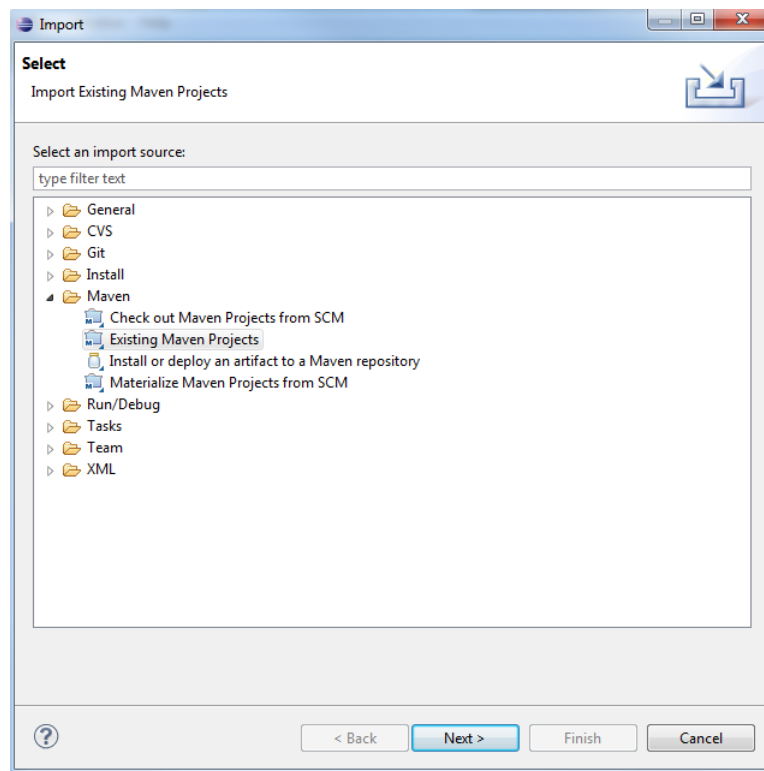 Import
Select
Import Existing Maven Projects
Select an import source:
type filter text
General
CVS
Git
Install
Maven
Check out Maven Projects from SCM
Existing Maven Projects
Install or deploy an artifact to a Maven repository
Materialize Maven Projects from SCM
Run/Debug
Tasks
Team
XML
? < Back Next > Finish Cancel